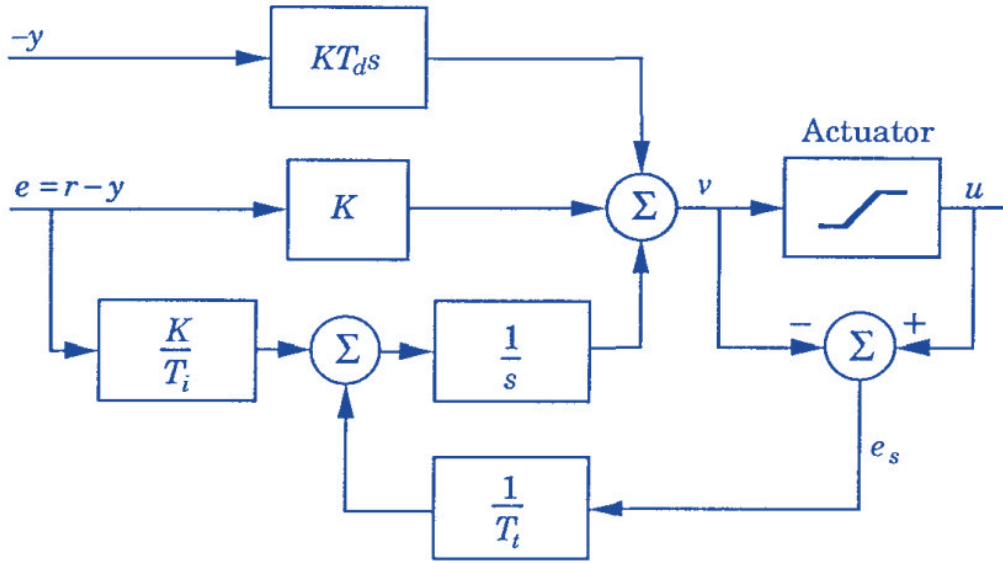 −y
KT_d s
Actuator
e = r − y
K
Σ
v
u
K/T_i
Σ
1/s
− Σ +
e_s
1/T_t